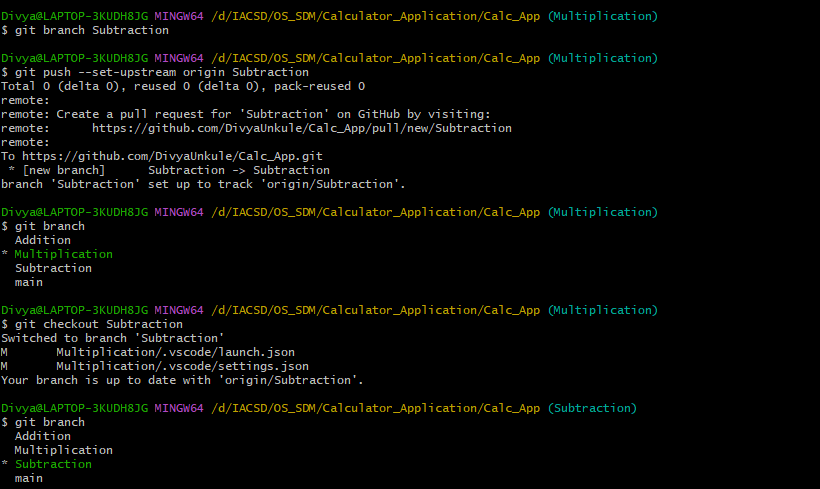 Divya@LAPTOP-3KUDH8JG MINGW64 /d/IACSD/OS_SDM/Calculator_Application/Calc_App (Multiplication)
$ git branch Subtraction
Divya@LAPTOP-3KUDH8JG MINGW64 /d/IACSD/OS_SDM/Calculator_Application/Calc_App (Multiplication)
$ git push --set-upstream origin Subtraction
Total 0 (delta 0), reused 0 (delta 0), pack-reused 0
remote:
remote: Create a pull request for 'Subtraction' on GitHub by visiting:
remote:      https://github.com/DivyaUnkule/Calc_App/pull/new/Subtraction
remote:
To https://github.com/DivyaUnkule/Calc_App.git
 * [new branch]      Subtraction -> Subtraction
branch 'Subtraction' set up to track 'origin/Subtraction'.
Divya@LAPTOP-3KUDH8JG MINGW64 /d/IACSD/OS_SDM/Calculator_Application/Calc_App (Multiplication)
$ git branch
  Addition
* Multiplication
  Subtraction
  main
Divya@LAPTOP-3KUDH8JG MINGW64 /d/IACSD/OS_SDM/Calculator_Application/Calc_App (Multiplication)
$ git checkout Subtraction
Switched to branch 'Subtraction'
M       Multiplication/.vscode/launch.json
M       Multiplication/.vscode/settings.json
Your branch is up to date with 'origin/Subtraction'.
Divya@LAPTOP-3KUDH8JG MINGW64 /d/IACSD/OS_SDM/Calculator_Application/Calc_App (Subtraction)
$ git branch
  Addition
  Multiplication
* Subtraction
  main